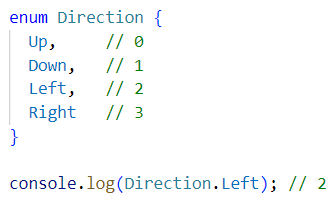 enum Direction {
  Up,     // 0
  Down,   // 1
  Left,   // 2
  Right   // 3
}

console.log(Direction.Left); // 2